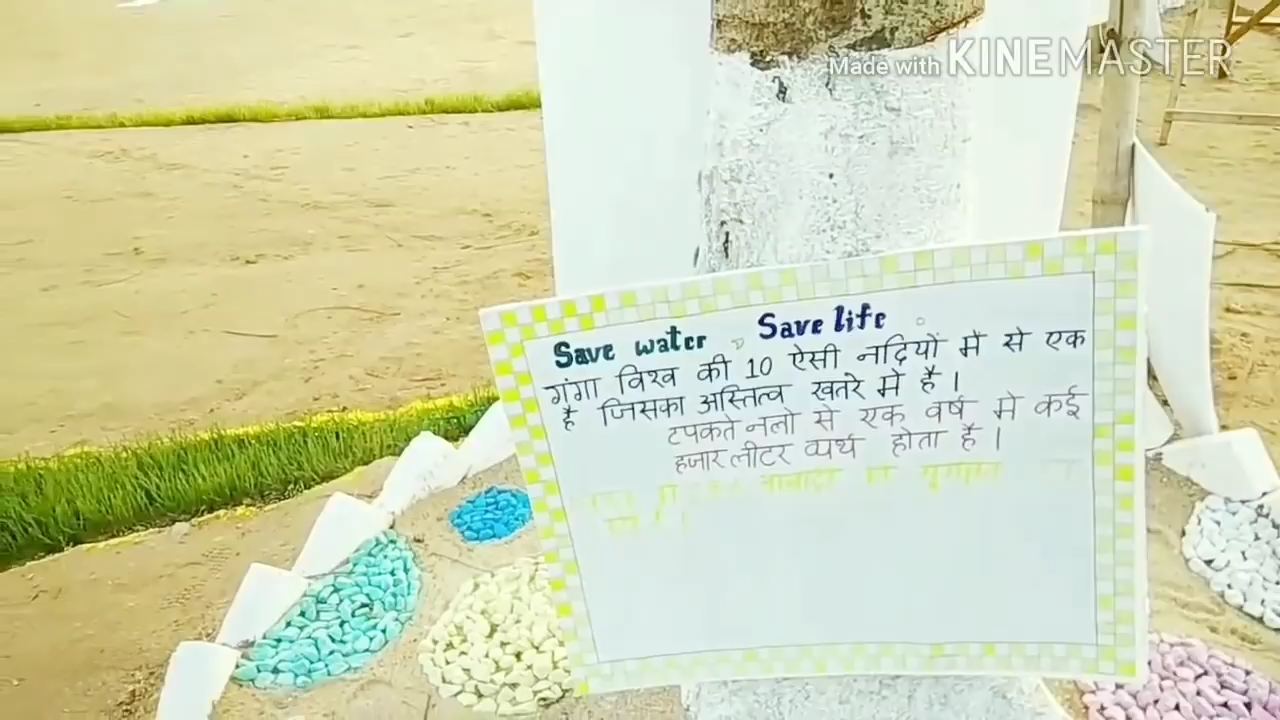 Made with KINEMASTER
Save water, Save life
गंगा विश्व की 10 ऐसी नदियों में से एक
है जिसका अस्तित्व खतरे में है।
टपकते नलो से एक वर्ष मे कई
हजार लीटर व्यर्थ होता है।